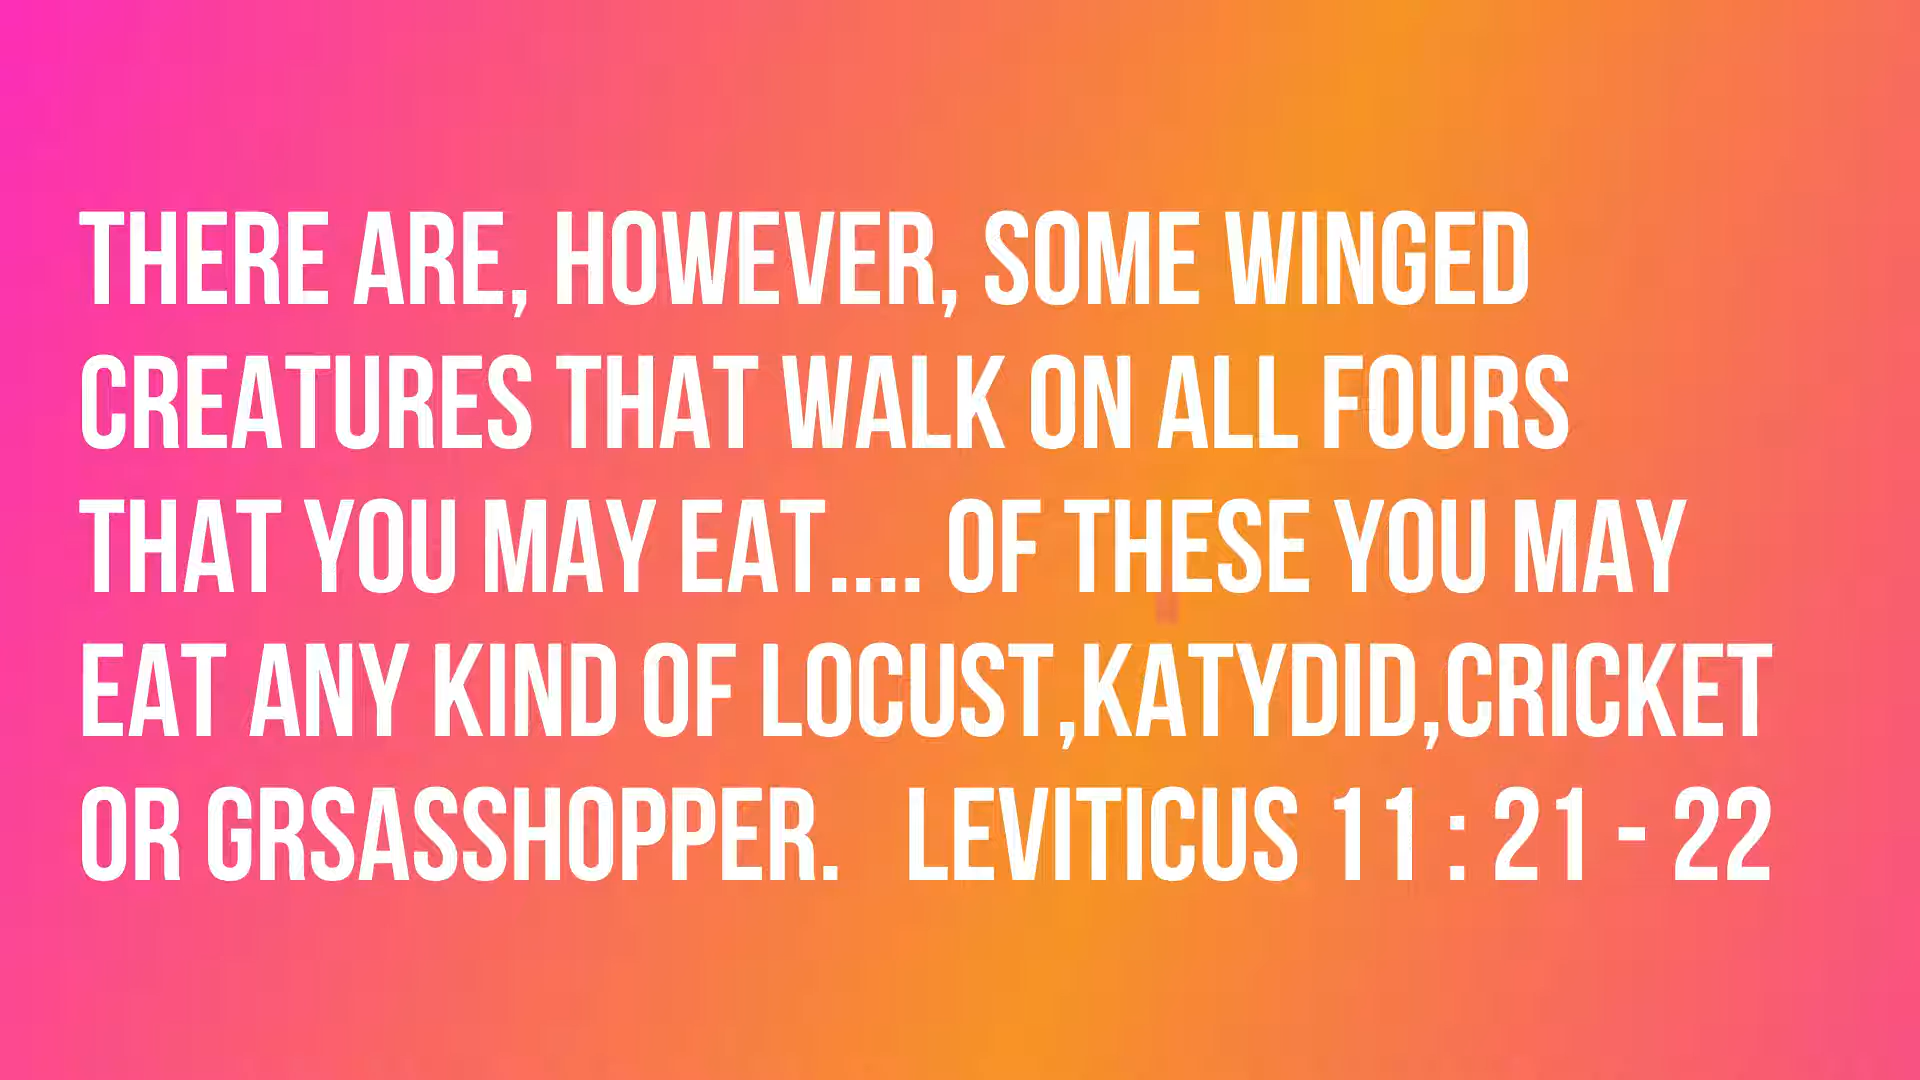 THERE ARE, HOWEVER, SOME WINGED
CREATURES THAT WALK ON ALL FOURS
THAT YOU MAY EAT.... OF THESE YOU MAY
EAT ANY KIND OF LOCUST,KATYDID,CRICKET
OR GRSASSHOPPER.   LEVITICUS 11 : 21 - 22